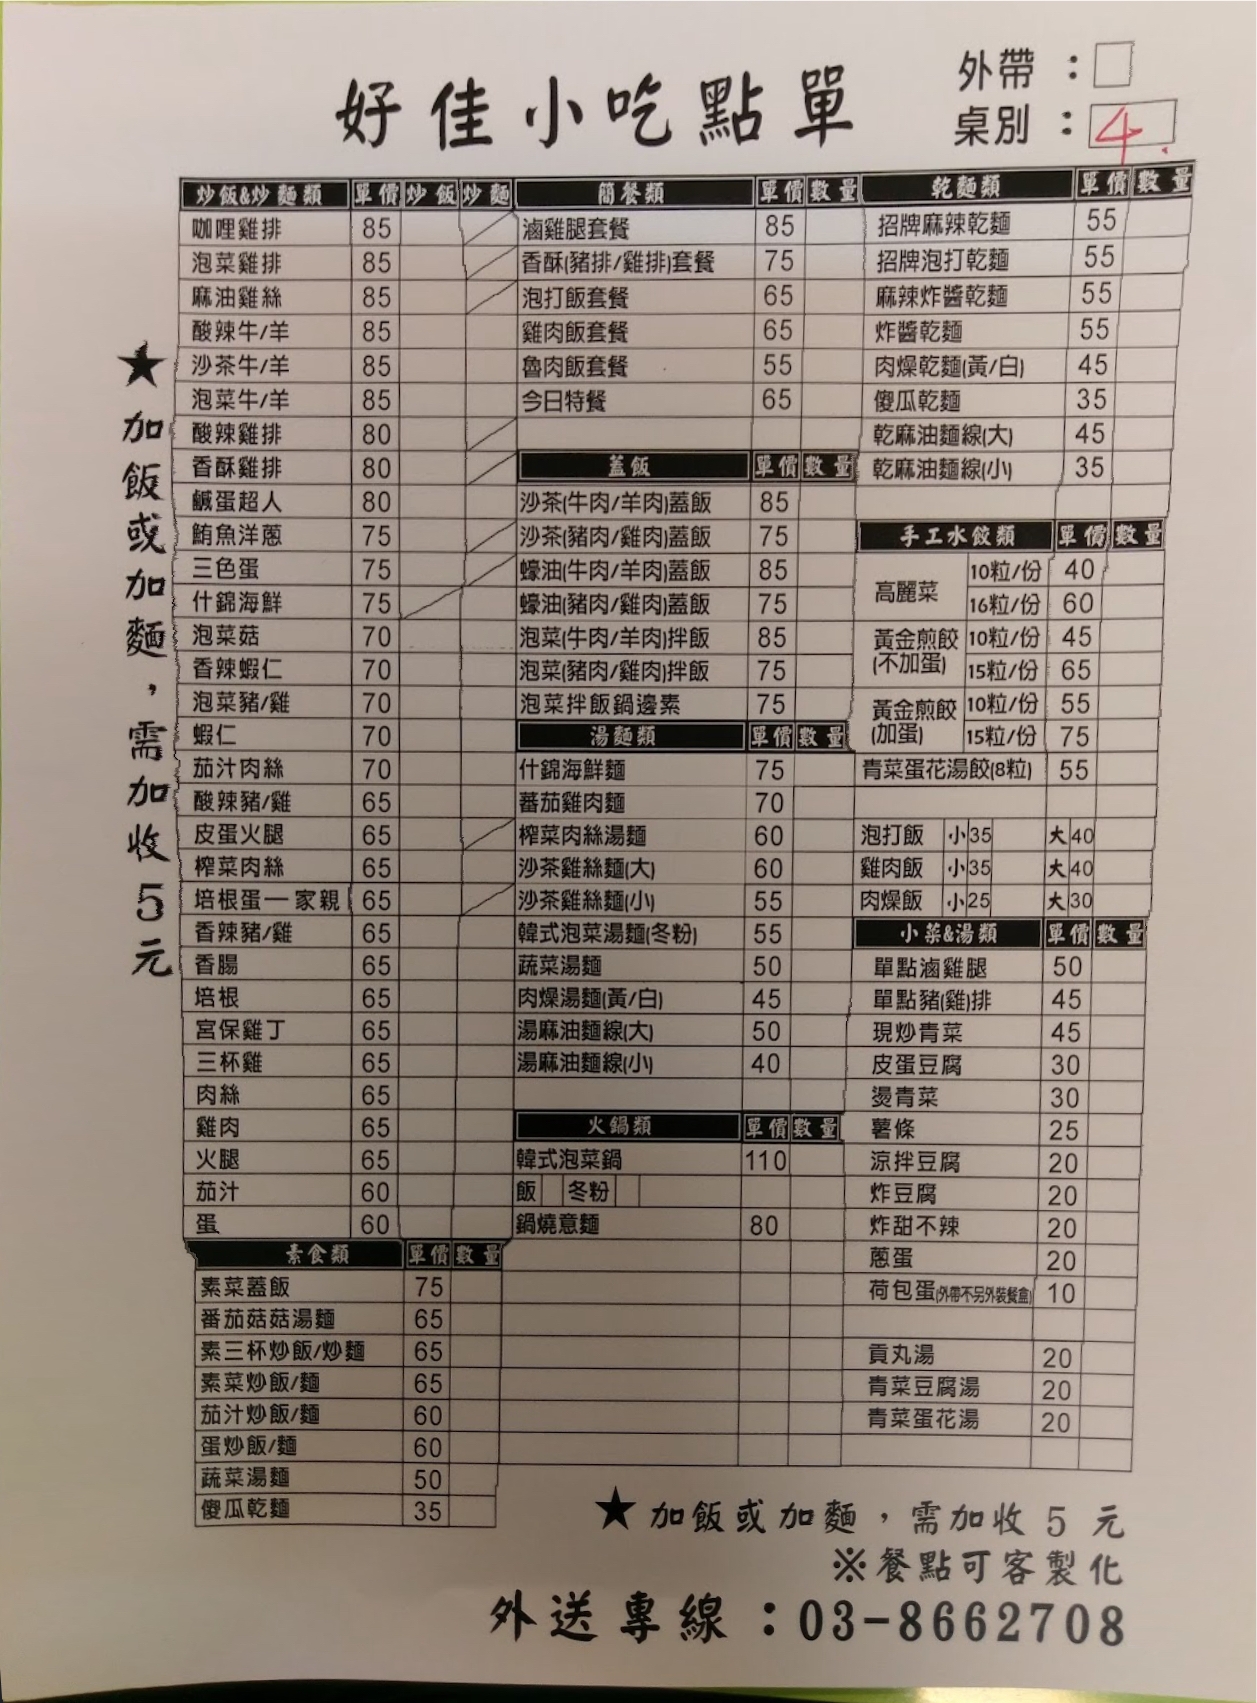 好佳小吃點單
外帶：
桌別：4.
炒飯&炒麵類 單價 炒飯 炒麵
咖哩雞排 85
泡菜雞排 85
麻油雞絲 85
酸辣牛/羊 85
沙茶牛/羊 85
泡菜牛/羊 85
酸辣雞排 80
香酥雞排 80
鹹蛋超人 80
鮪魚洋蔥 75
三色蛋 75
什錦海鮮 75
泡菜菇 70
香辣蝦仁 70
泡菜豬/雞 70
蝦仁 70
茄汁肉絲 70
酸辣豬/雞 65
皮蛋火腿 65
榨菜肉絲 65
培根蛋一家親 65
香辣豬/雞 65
香腸 65
培根 65
宮保雞丁 65
三杯雞 65
肉絲 65
雞肉 65
火腿 65
茄汁 60
蛋 60
素食類 單價 數量
素菜蓋飯 75
番茄菇菇湯麵 65
素三杯炒飯/炒麵 65
素菜炒飯/麵 65
茄汁炒飯/麵 60
蛋炒飯/麵 60
蔬菜湯麵 50
傻瓜乾麵 35
簡餐類 單價 數量
滷雞腿套餐 85
香酥(豬排/雞排)套餐 75
泡打飯套餐 65
雞肉飯套餐 65
魯肉飯套餐 55
今日特餐 65
蓋飯 單價 數量
沙茶(牛肉/羊肉)蓋飯 85
沙茶(豬肉/雞肉)蓋飯 75
蠔油(牛肉/羊肉)蓋飯 85
蠔油(豬肉/雞肉)蓋飯 75
泡菜(牛肉/羊肉)拌飯 85
泡菜(豬肉/雞肉)拌飯 75
泡菜拌飯鍋邊素 75
湯麵類 單價 數量
什錦海鮮麵 75
蕃茄雞肉麵 70
榨菜肉絲湯麵 60
沙茶雞絲麵(大) 60
沙茶雞絲麵(小) 55
韓式泡菜湯麵(冬粉) 55
蔬菜湯麵 50
肉燥湯麵(黃/白) 45
湯麻油麵線(大) 50
湯麻油麵線(小) 40
火鍋類 單價 數量
韓式泡菜鍋 110
飯 冬粉
鍋燒意麵 80
乾麵類 單價 數量
招牌麻辣乾麵 55
招牌泡打乾麵 55
麻辣炸醬乾麵 55
炸醬乾麵 55
肉燥乾麵(黃/白) 45
傻瓜乾麵 35
乾麻油麵線(大) 45
乾麻油麵線(小) 35
手工水餃類 單價 數量
高麗菜 10粒/份 40
16粒/份 60
黃金煎餃(不加蛋) 10粒/份 45
15粒/份 65
黃金煎餃(加蛋) 10粒/份 55
15粒/份 75
青菜蛋花湯餃(8粒) 55
泡打飯 小35 大40
雞肉飯 小35 大40
肉燥飯 小25 大30
小菜&湯類 單價 數量
單點滷雞腿 50
單點豬(雞)排 45
現炒青菜 45
皮蛋豆腐 30
燙青菜 30
薯條 25
涼拌豆腐 20
炸豆腐 20
炸甜不辣 20
蔥蛋 20
荷包蛋(外帶不另外裝餐盒) 10
貢丸湯 20
青菜豆腐湯 20
青菜蛋花湯 20
★加飯或加麵，需加收5元
★加飯或加麵，需加收5元
※餐點可客製化
外送專線：03-8662708